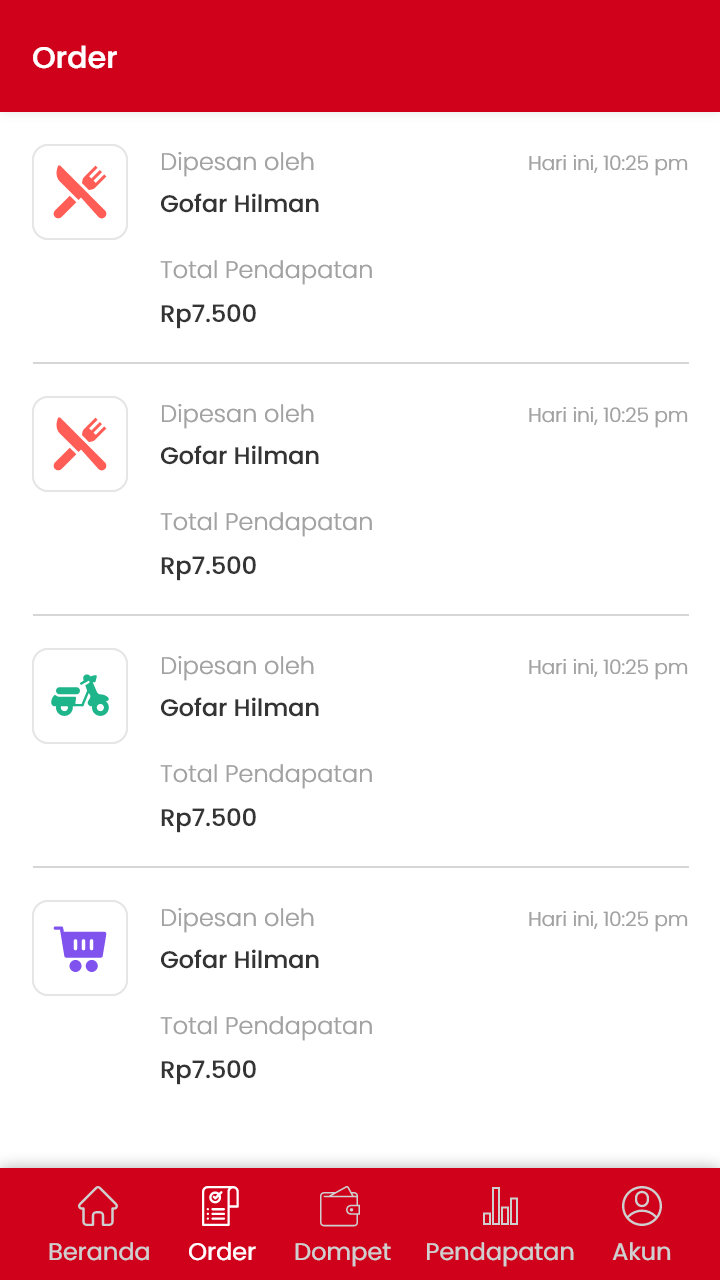 Order
Dipesan oleh
Hari ini, 10:25 pm
Gofar Hilman
Total Pendapatan
Rp7.500
Dipesan oleh
Hari ini, 10:25 pm
Gofar Hilman
Total Pendapatan
Rp7.500
Dipesan oleh
Hari ini, 10:25 pm
Gofar Hilman
Total Pendapatan
Rp7.500
Dipesan oleh
Hari ini, 10:25 pm
Gofar Hilman
Total Pendapatan
Rp7.500
Beranda
Order
Dompet
Pendapatan
Akun